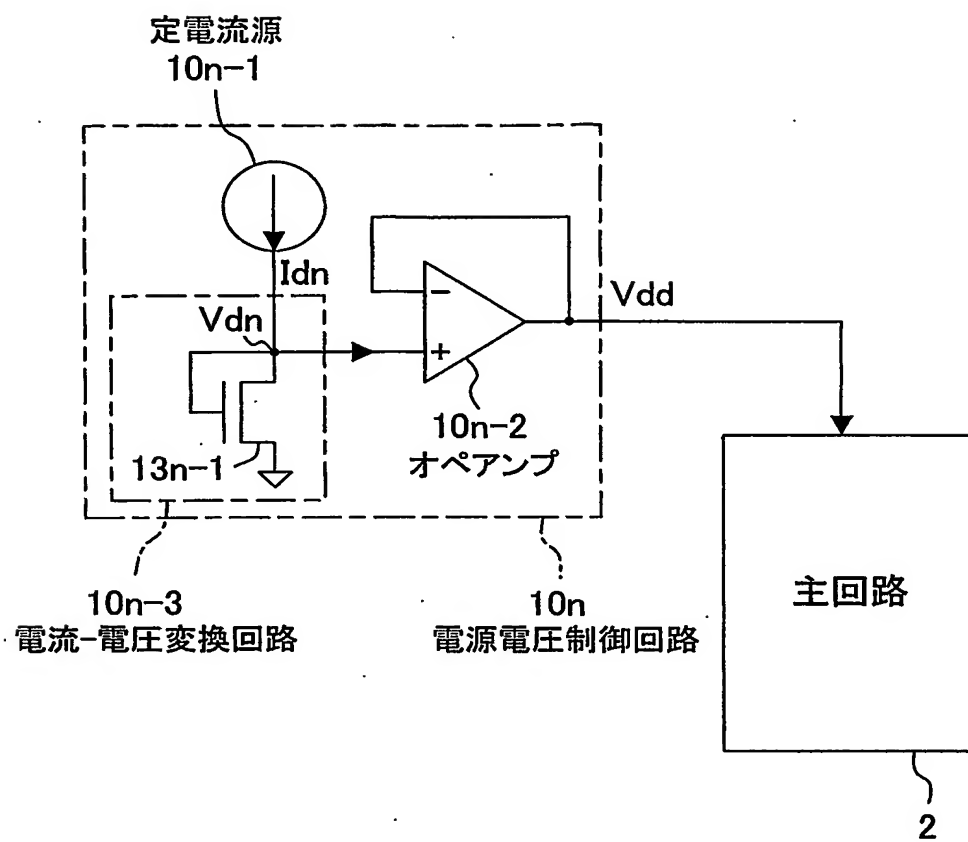 定電流源
10n-1
Idn
Vdn
Vdd
−
+
13n-1
10n-2
オペアンプ
10n-3
電流-電圧変換回路
10n
電源電圧制御回路
主回路
2